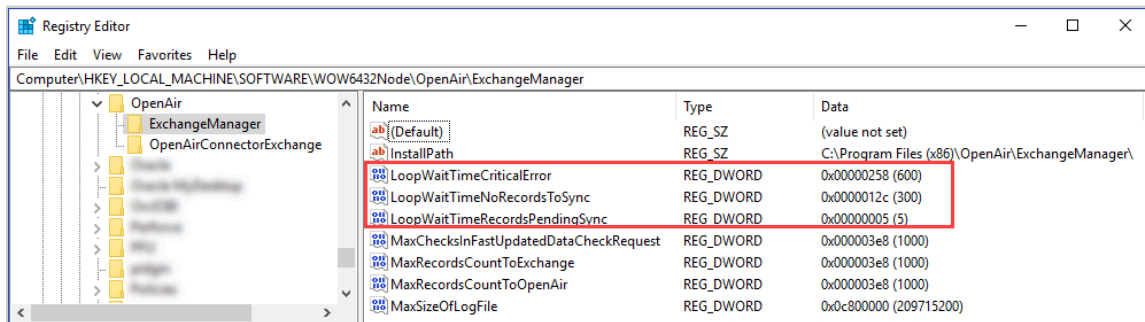 Registry Editor
File Edit View Favorites Help
Computer\HKEY_LOCAL_MACHINE\SOFTWARE\WOW6432Node\OpenAir\ExchangeManager
OpenAir
ExchangeManager
OpenAirConnectorExchange
Name Type Data
(Default) REG_SZ (value not set)
InstallPath REG_SZ C:\Program Files (x86)\OpenAir\ExchangeManager\
LoopWaitTimeCriticalError REG_DWORD 0x00000258 (600)
LoopWaitTimeNoRecordsToSync REG_DWORD 0x0000012c (300)
LoopWaitTimeRecordsPendingSync REG_DWORD 0x00000005 (5)
MaxChecksInFastUpdatedDataCheckRequest REG_DWORD 0x000003e8 (1000)
MaxRecordsCountToExchange REG_DWORD 0x000003e8 (1000)
MaxRecordsCountToOpenAir REG_DWORD 0x000003e8 (1000)
MaxSizeOfLogFile REG_DWORD 0x0c800000 (209715200)